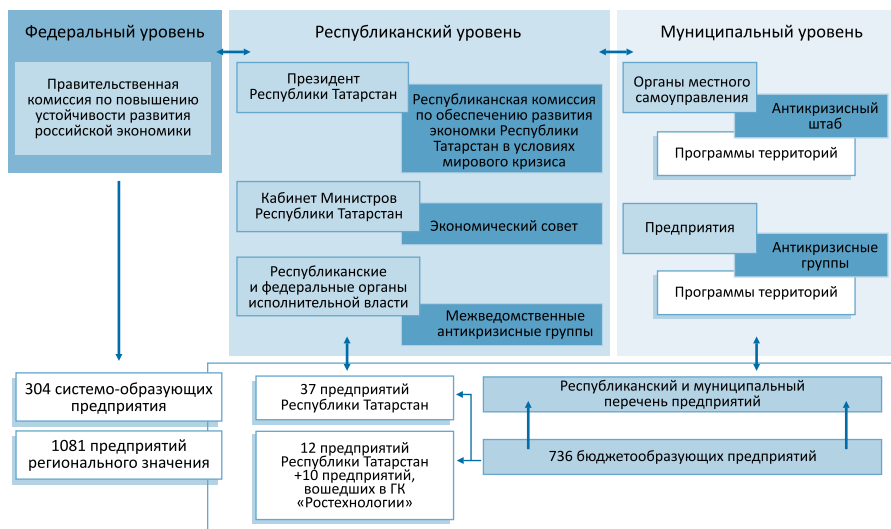 Федеральный уровень
Правительственная
комиссия по повышению
устойчивости развития
российской экономики
Республиканский уровень
Президент
Республики Татарстан
Республиканская комиссия
по обеспечению развития
экономки Республики
Татарстан в условиях
мирового кризиса
Кабинет Министров
Республики Татарстан
Экономический совет
Республиканские
и федеральные органы
исполнительной власти
Межведомственные
антикризисные группы
Муниципальный уровень
Органы местного
самоуправления
Антикризисный
штаб
Программы территорий
Предприятия
Антикризисные
группы
Программы территорий
304 системо-образующих
предприятия
1081 предприятий
регионального значения
37 предприятий
Республики Татарстан
12 предприятий
Республики Татарстан
+10 предприятий,
вошедших в ГК
«Ростехнологии»
Республиканский и муниципальный
перечень предприятий
736 бюджетообразующих предприятий